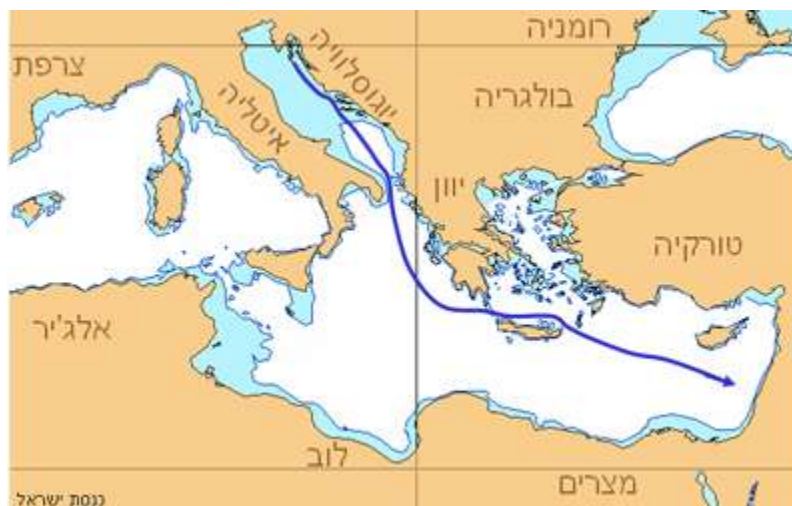 רומניה
צרפת
יוגוסלוויה
בולגריה
איטליה
יוון
טורקיה
אלג'יר
לוב
מצרים
כנסת ישראל